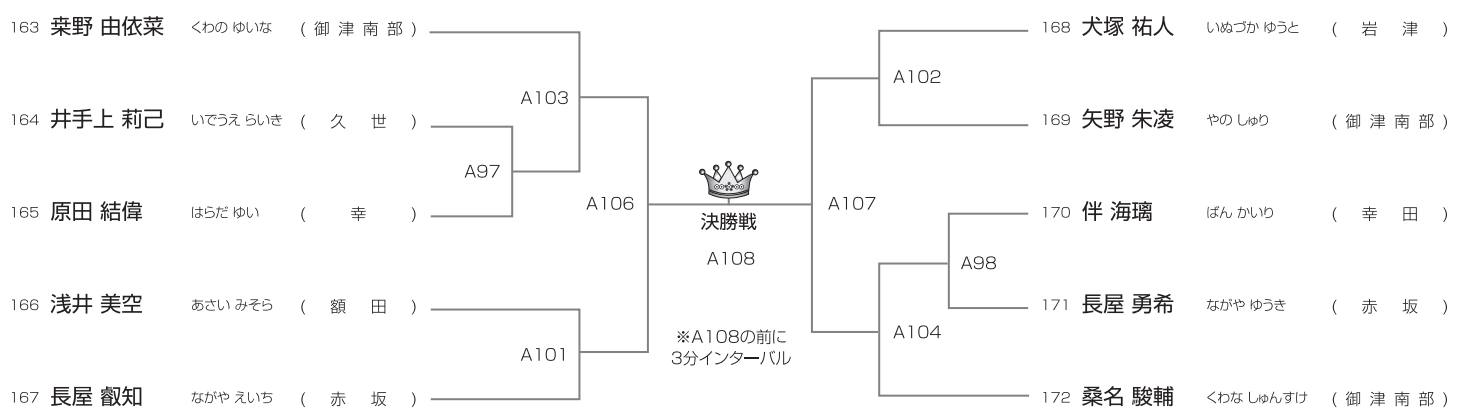 163 桒野 由依菜 くわの ゆいな (御津南部)
164 井手上 莉己 いでうえ らいき (久世)
165 原田 結偉 はらだ ゆい (幸)
166 浅井 美空 あさい みそら (額田)
167 長屋 叡知 ながや えいち (赤坂)
A103
A97
A106
A101
決勝戦
A108
※A108の前に
3分インターバル
168 犬塚 祐人 いぬづか ゆうと (岩津)
169 矢野 朱凌 やの しゅり (御津南部)
170 伴 海璃 ばん かいり (幸田)
171 長屋 勇希 ながや ゆうき (赤坂)
172 桑名 駿輔 くわな しゅんすけ (御津南部)
A102
A107
A98
A104